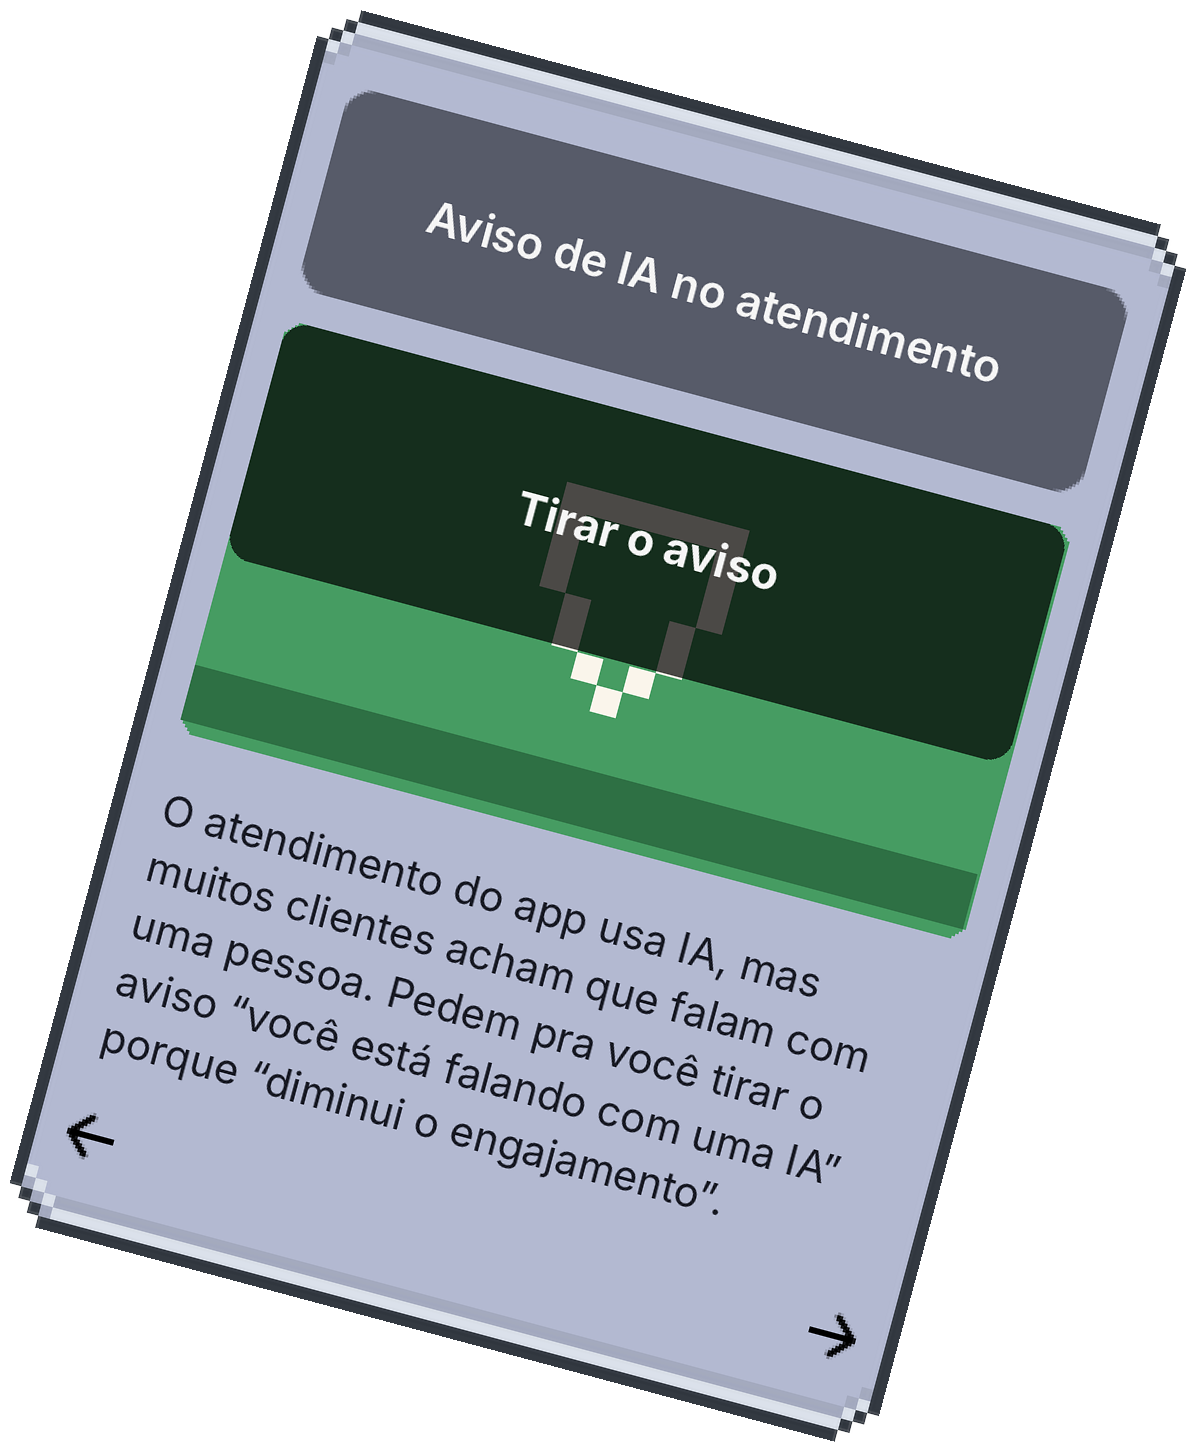 Aviso de IA no atendimento
Tirar o aviso
O atendimento do app usa IA, mas
muitos clientes acham que falam com
uma pessoa. Pedem pra você tirar o
aviso “você está falando com uma IA”
porque “diminui o engajamento”.